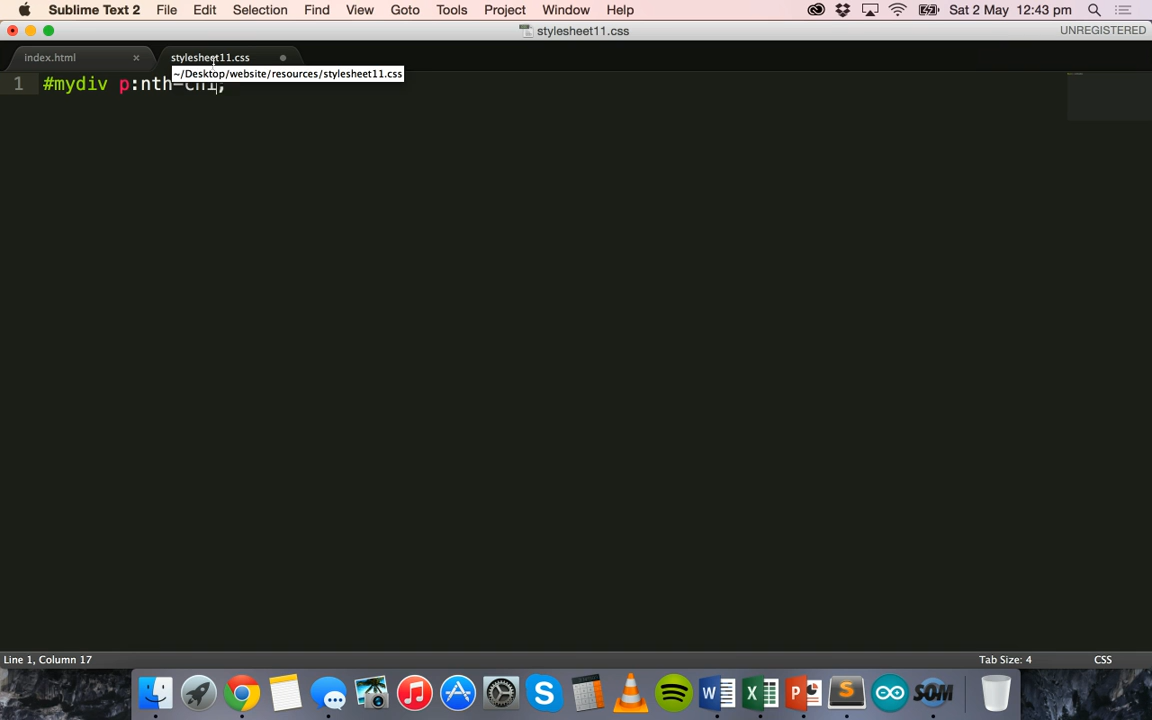 Sublime Text 2 File Edit Selection Find View Goto Tools Project Window Help Sat 2 May 12:43 pm
stylesheet11.css UNREGISTERED
index.html × stylesheet11.css
~/Desktop/website/resources/stylesheet11.css
1 #mydiv p:nth-chi;
Line 1, Column 17 Tab Size: 4 CSS
S W X P S SOM